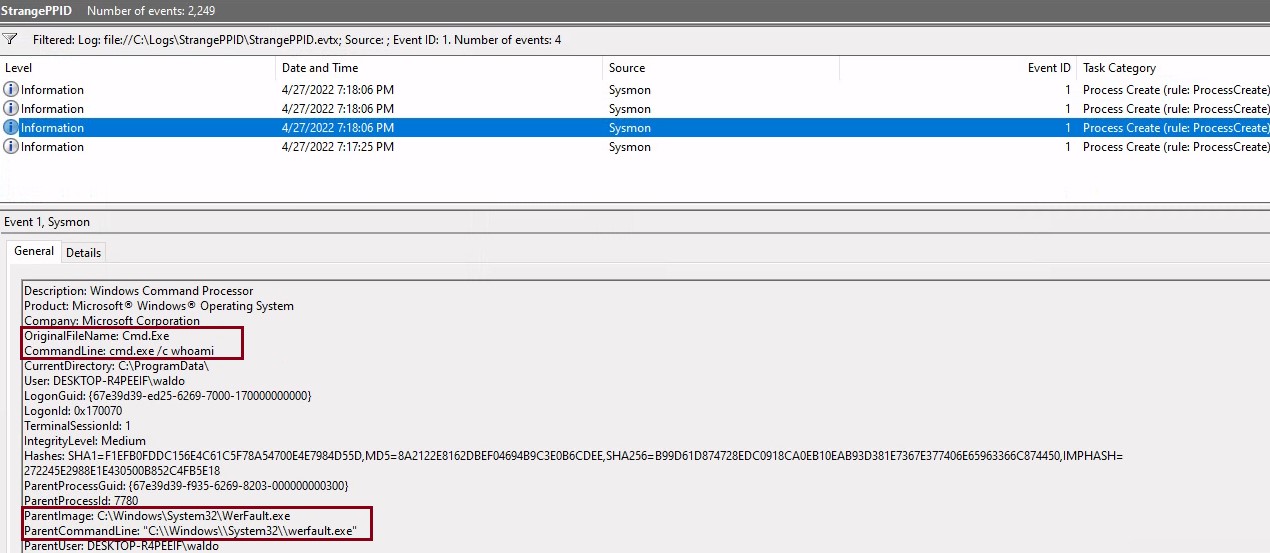 StrangePPID Number of events: 2,249
Filtered: Log: file://C:\Logs\StrangePPID\StrangePPID.evtx; Source: ; Event ID: 1. Number of events: 4
Level Date and Time Source Event ID Task Category
Information 4/27/2022 7:18:06 PM Sysmon 1 Process Create (rule: ProcessCreate)
Information 4/27/2022 7:18:06 PM Sysmon 1 Process Create (rule: ProcessCreate)
Information 4/27/2022 7:18:06 PM Sysmon 1 Process Create (rule: ProcessCreate)
Information 4/27/2022 7:17:25 PM Sysmon 1 Process Create (rule: ProcessCreate)
Event 1, Sysmon
General Details
Description: Windows Command Processor
Product: Microsoft® Windows® Operating System
Company: Microsoft Corporation
OriginalFileName: Cmd.Exe
CommandLine: cmd.exe /c whoami
CurrentDirectory: C:\ProgramData\
User: DESKTOP-R4PEEIF\waldo
LogonGuid: {67e39d39-ed25-6269-7000-170000000000}
LogonId: 0x170070
TerminalSessionId: 1
IntegrityLevel: Medium
Hashes: SHA1=F1EFB0FDDC156E4C61C5F78A54700E4E7984D55D,MD5=8A2122E8162DBEF04694B9C3E0B6CDEE,SHA256=B99D61D874728EDC0918CA0EB10EAB93D381E7367E377406E65963366C874450,IMPHASH=
272245E2988E1E430500B852C4FB5E18
ParentProcessGuid: {67e39d39-f935-6269-8203-000000000300}
ParentProcessId: 7780
ParentImage: C:\Windows\System32\WerFault.exe
ParentCommandLine: "C:\\Windows\\System32\\werfault.exe"
ParentUser: DESKTOP-R4PEEIF\waldo